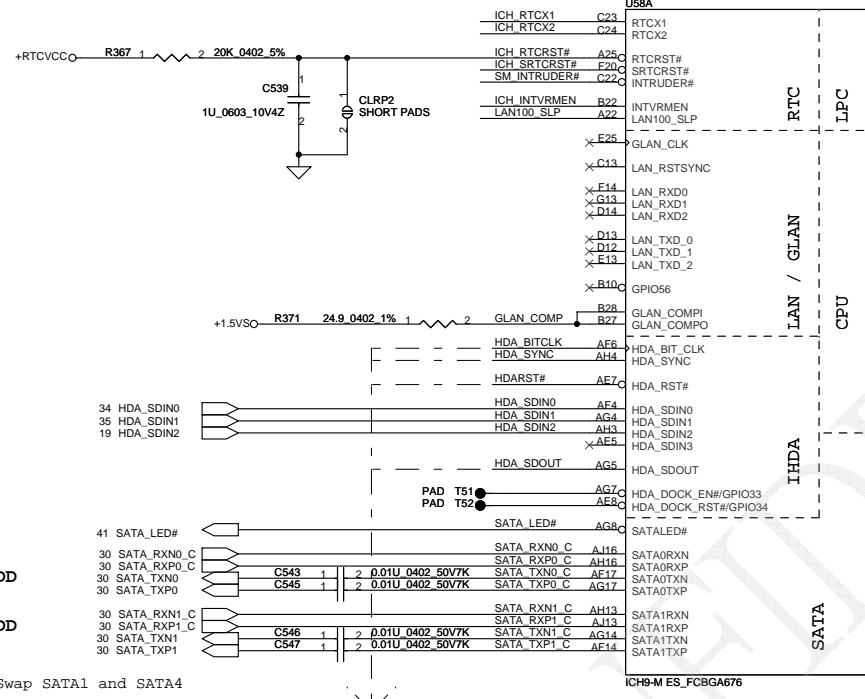 U58A
ICH_RTCX1 C23 RTCX1
ICH_RTCX2 C24 RTCX2
+RTCVCC R367 1 2 20K_0402_5% ICH_RTCRST# A25 RTCRST#
ICH_SRTCRST# F20 SRTCRST#
SM_INTRUDER# C22 INTRUDER#
C539 1
1U_0603_10V4Z 2
1 CLRP2
2 SHORT PADS
ICH_INTVRMEN B22 INTVRMEN
LAN100_SLP A22 LAN100_SLP
RTC
LPC
E25 GLAN_CLK
C13 LAN_RSTSYNC
F14 LAN_RXD0
G13 LAN_RXD1
D14 LAN_RXD2
D13 LAN_TXD_0
D12 LAN_TXD_1
E13 LAN_TXD_2
B10 GPIO56
LAN / GLAN
CPU
B28 GLAN_COMPI
+1.5VS R371 24.9_0402_1% 1 2 GLAN_COMP B27 GLAN_COMPO
HDA_BITCLK AF6 HDA_BIT_CLK
HDA_SYNC AH4 HDA_SYNC
HDARST# AE7 HDA_RST#
34 HDA_SDIN0 HDA_SDIN0 AF4 HDA_SDIN0
35 HDA_SDIN1 HDA_SDIN1 AG4 HDA_SDIN1
19 HDA_SDIN2 HDA_SDIN2 AH3 HDA_SDIN2
AE5 HDA_SDIN3
HDA_SDOUT AG5 HDA_SDOUT
IHDA
PAD T51 AG7 HDA_DOCK_EN#/GPIO33
PAD T52 AE8 HDA_DOCK_RST#/GPIO34
41 SATA_LED# SATA_LED# AG8 SATALED#
30 SATA_RXN0_C SATA_RXN0_C AJ16 SATA0RXN
30 SATA_RXP0_C SATA_RXP0_C AH16 SATA0RXP
30 SATA_TXN0 C543 1 2 0.01U_0402_50V7K SATA_TXN0_C AF17 SATA0TXN
30 SATA_TXP0 C545 1 2 0.01U_0402_50V7K SATA_TXP0_C AG17 SATA0TXP
30 SATA_RXN1_C SATA_RXN1_C AH13 SATA1RXN
30 SATA_RXP1_C SATA_RXP1_C AJ13 SATA1RXP
30 SATA_TXN1 C546 1 2 0.01U_0402_50V7K SATA_TXN1_C AG14 SATA1TXN
30 SATA_TXP1 C547 1 2 0.01U_0402_50V7K SATA_TXP1_C AF14 SATA1TXP
SATA
Swap SATA1 and SATA4
ICH9-M ES_FCBGA676